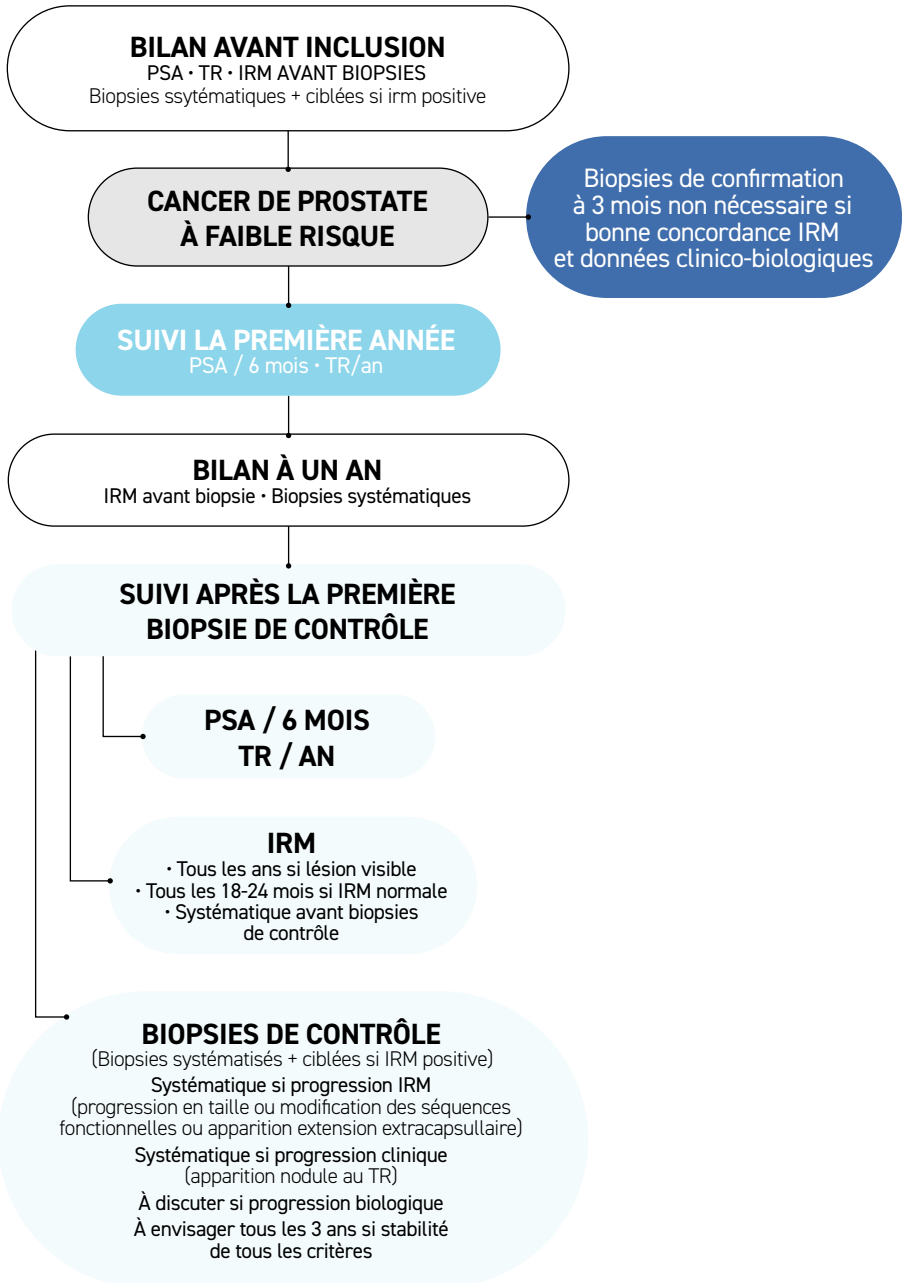 BILAN AVANT INCLUSION
PSA • TR • IRM AVANT BIOPSIES
Biopsies ssytématiques + ciblées si irm positive
CANCER DE PROSTATE
À FAIBLE RISQUE
Biopsies de confirmation
à 3 mois non nécessaire si
bonne concordance IRM
et données clinico-biologiques
SUIVI LA PREMIÈRE ANNÉE
PSA / 6 mois • TR/an
BILAN À UN AN
IRM avant biopsie • Biopsies systématiques
SUIVI APRÈS LA PREMIÈRE
BIOPSIE DE CONTRÔLE
PSA / 6 MOIS
TR / AN
IRM
• Tous les ans si lésion visible
• Tous les 18-24 mois si IRM normale
• Systématique avant biopsies
de contrôle
BIOPSIES DE CONTRÔLE
(Biopsies systématisés + ciblées si IRM positive)
Systématique si progression IRM
(progression en taille ou modification des séquences
fonctionnelles ou apparition extension extracapsullaire)
Systématique si progression clinique
(apparition nodule au TR)
À discuter si progression biologique
À envisager tous les 3 ans si stabilité
de tous les critères